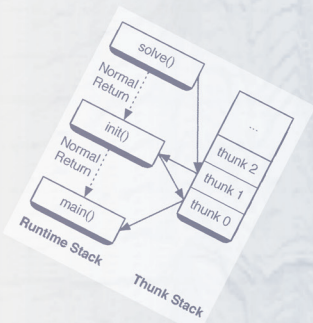 solve()
Normal
Return
init()
Normal
Return
main()
Runtime Stack
...
thunk 2
thunk 1
thunk 0
Thunk Stack